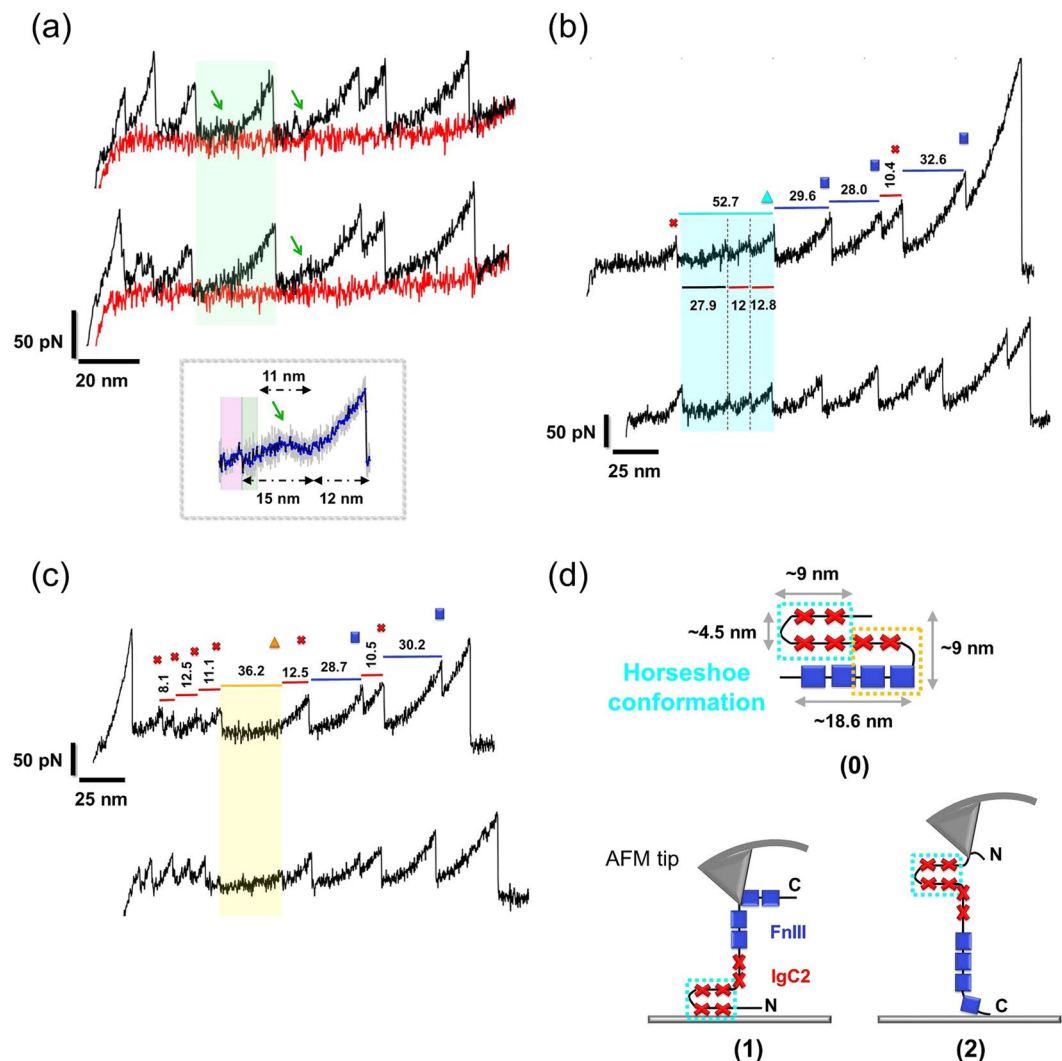 (a)
50 pN
20 nm
11 nm
15 nm
12 nm
(b)
52.7
29.6
28.0
10.4
32.6
27.9
12
12.8
50 pN
25 nm
(c)
8.1
12.5
11.1
36.2
12.5
28.7
10.5
30.2
50 pN
25 nm
(d)
~9 nm
~4.5 nm
~9 nm
Horseshoe
conformation
~18.6 nm
(0)
AFM tip
C
FnIII
IgC2
N
(1)
N
C
(2)